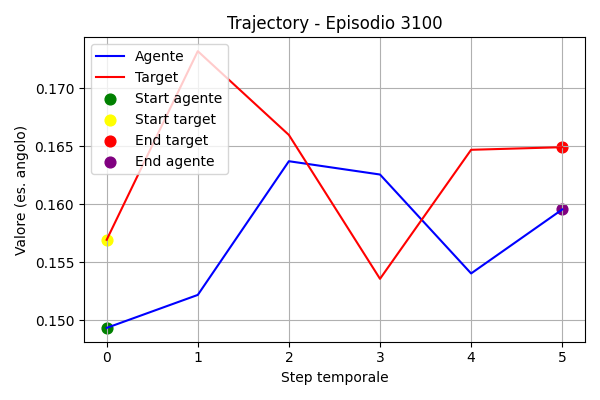 Trajectory - Episodio 3100
Agente
Target
Start agente
Start target
End target
End agente
Valore (es. angolo)
0.170
0.165
0.160
0.155
0.150
0 1 2 3 4 5
Step temporale